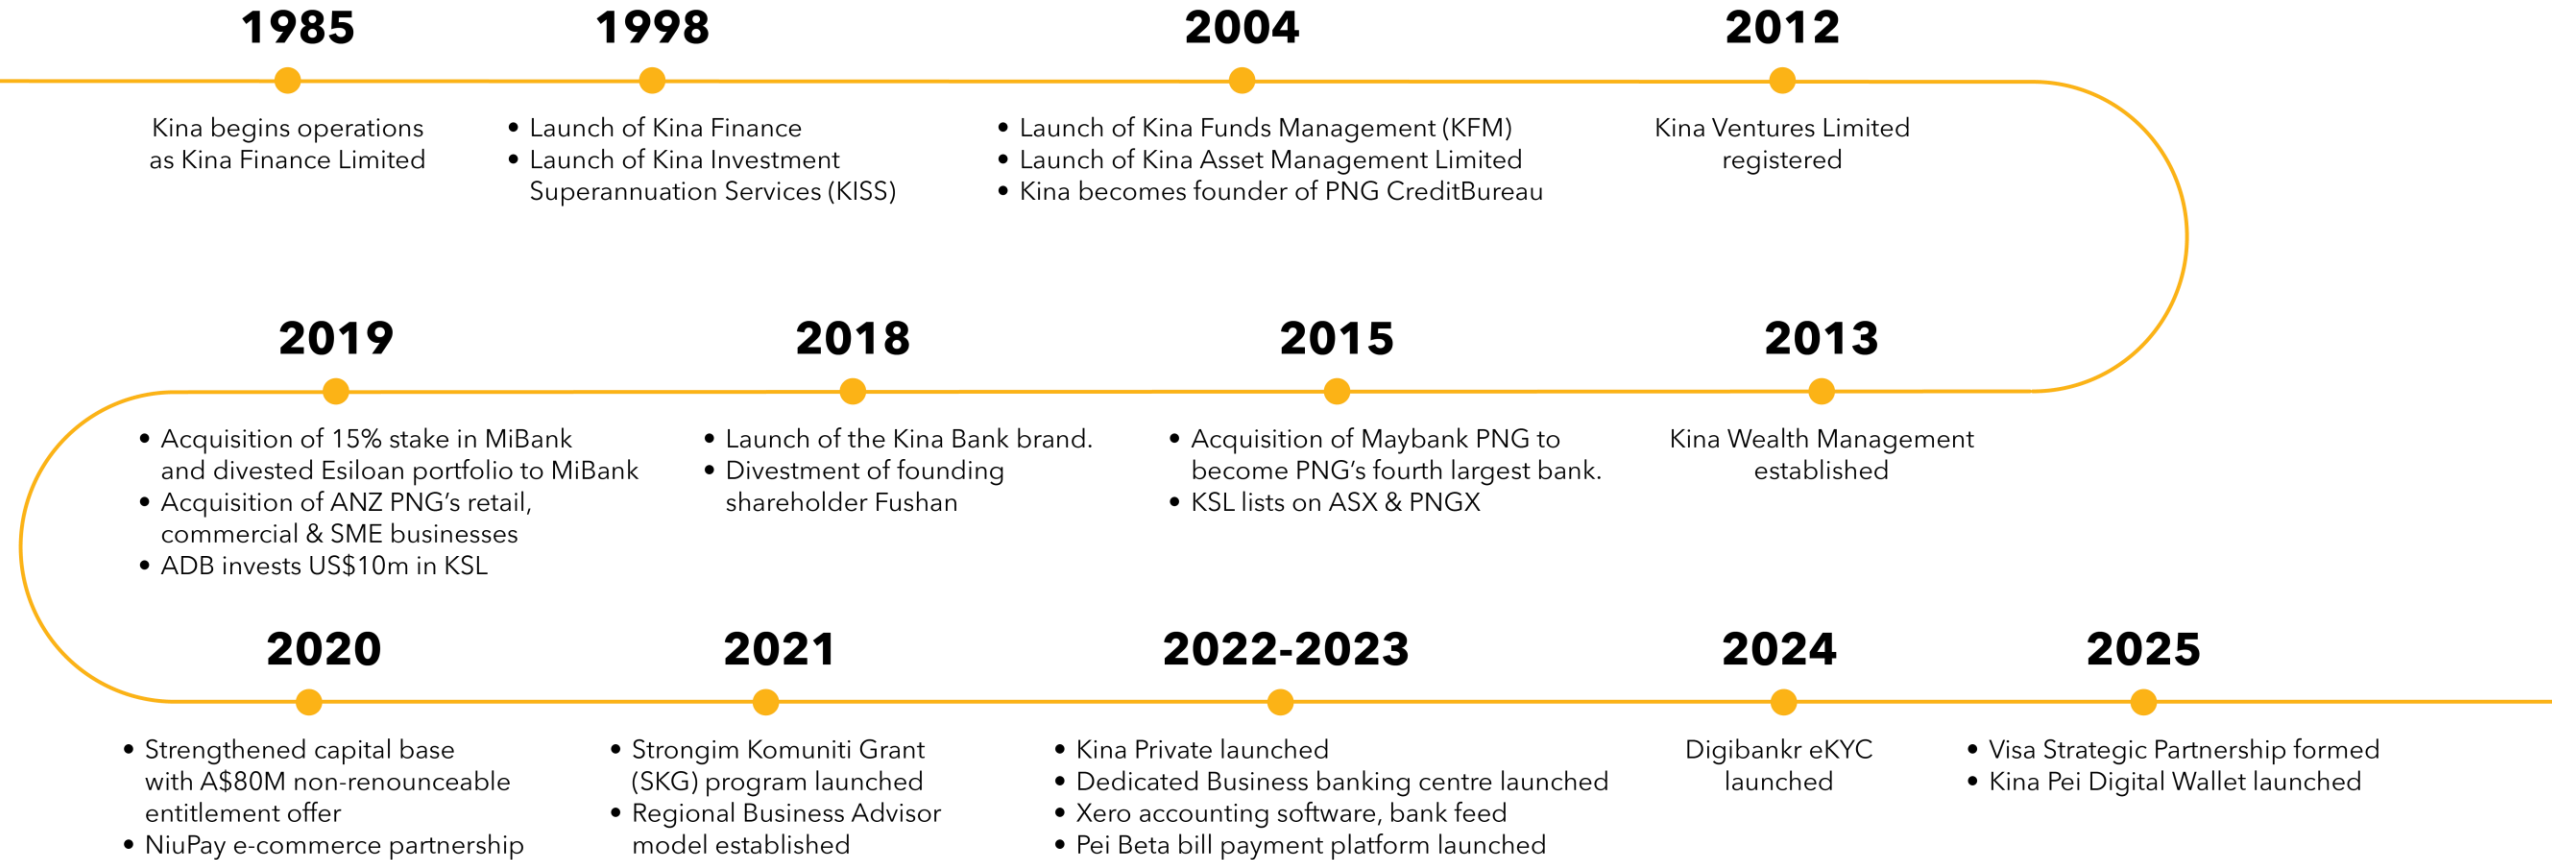 1985
Kina begins operations
as Kina Finance Limited
1998
• Launch of Kina Finance
• Launch of Kina Investment
Superannuation Services (KISS)
2004
• Launch of Kina Funds Management (KFM)
• Launch of Kina Asset Management Limited
• Kina becomes founder of PNG CreditBureau
2012
Kina Ventures Limited
registered
2013
Kina Wealth Management
established
2015
• Acquisition of Maybank PNG to
become PNG’s fourth largest bank.
• KSL lists on ASX & PNGX
2018
• Launch of the Kina Bank brand.
• Divestment of founding
shareholder Fushan
2019
• Acquisition of 15% stake in MiBank
and divested Esiloan portfolio to MiBank
• Acquisition of ANZ PNG’s retail,
commercial & SME businesses
• ADB invests US$10m in KSL
2020
• Strengthened capital base
with A$80M non-renounceable
entitlement offer
• NiuPay e-commerce partnership
2021
• Strongim Komuniti Grant
(SKG) program launched
• Regional Business Advisor
model established
2022-2023
• Kina Private launched
• Dedicated Business banking centre launched
• Xero accounting software, bank feed
• Pei Beta bill payment platform launched
2024
Digibankr eKYC
launched
2025
• Visa Strategic Partnership formed
• Kina Pei Digital Wallet launched